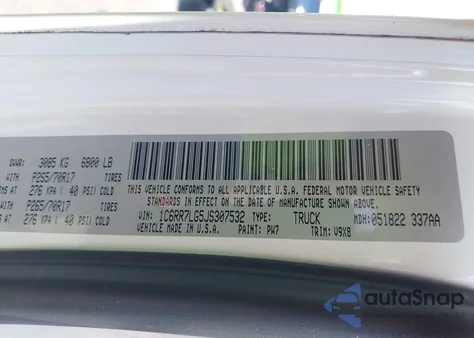 GVWR: 3085 KG 6800 LB
WITH P265/70R17 TIRES
AT 276 KPA ( 40 PSI) COLD
WITH P265/70R17 TIRES
AT 276 KPA ( 40 PSI) COLD
THIS VEHICLE CONFORMS TO ALL APPLICABLE U.S.A. FEDERAL MOTOR VEHICLE SAFETY
STANDARDS IN EFFECT ON THE DATE OF MANUFACTURE SHOWN ABOVE.
VIN: 1C6RR7LG5JS307532 TYPE: TRUCK MDH: 051822 337AA
VEHICLE MADE IN U.S.A. PAINT: PW7 TRIM: V9X8
autoSnap